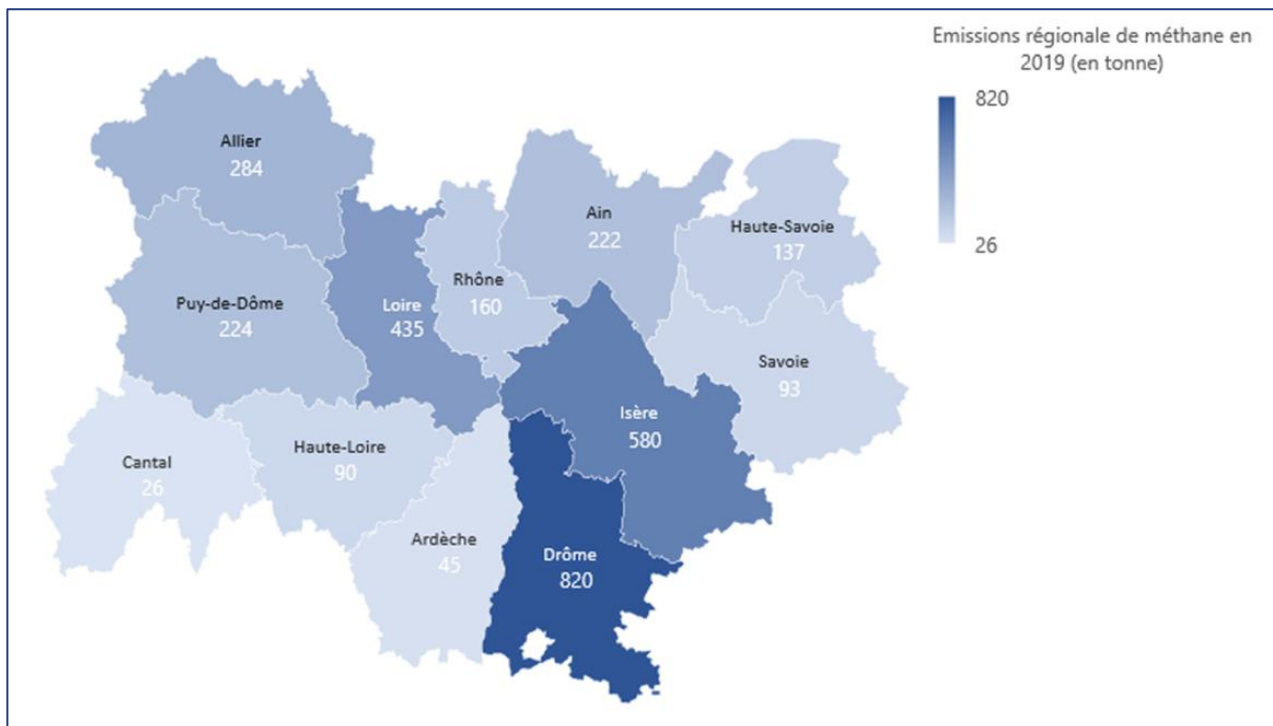 Emissions régionale de méthane en
2019 (en tonne)
820
26
Allier
284
Ain
222
Haute-Savoie
137
Rhône
160
Puy-de-Dôme
224
Loire
435
Savoie
93
Isère
580
Haute-Loire
90
Cantal
26
Ardèche
45
Drôme
820